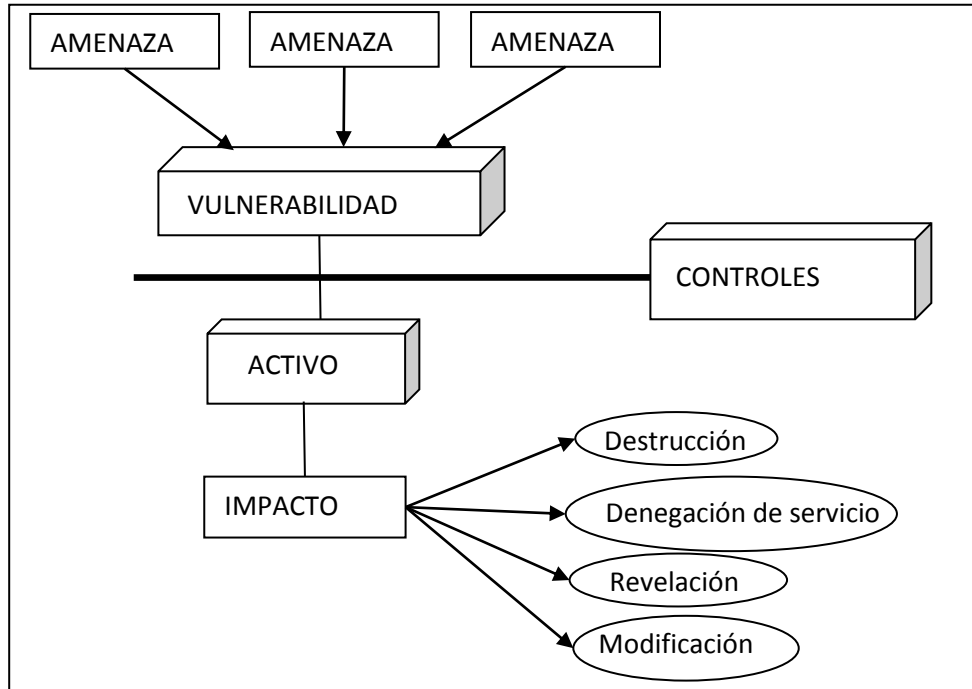 AMENAZA
AMENAZA
AMENAZA
VULNERABILIDAD
CONTROLES
ACTIVO
Destrucción
IMPACTO
Denegación de servicio
Revelación
Modificación